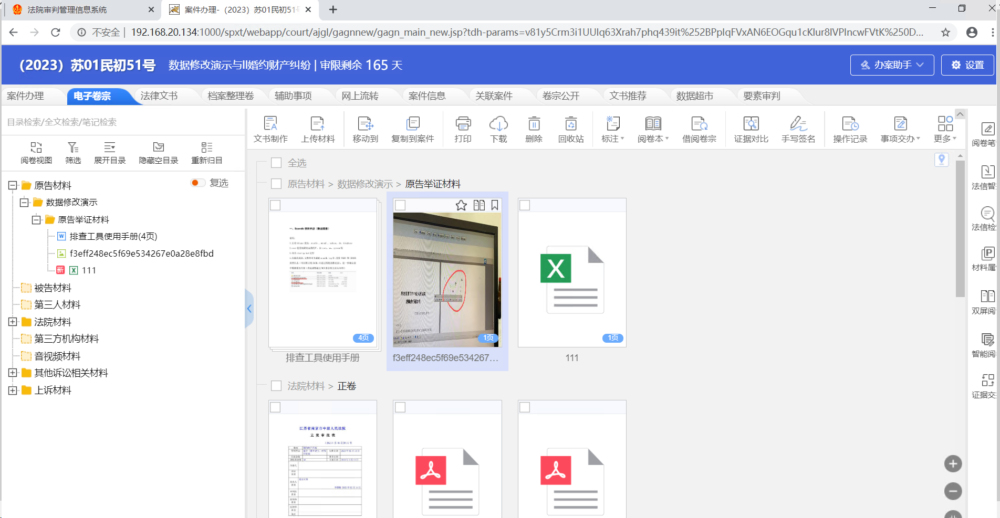 法院审判管理信息系统
案件办理-（2023）苏01民初51号
不安全 | 192.168.20.134:1000/spxt/webapp/court/ajgl/gagnnew/gagn_main_new.jsp?tdh-params=v81y5Crm3i1UUlq63Xrah7phq439it%252BPpIqFVxAN6EOGqu1cKlur8lVPIncwFVtK%250D...
（2023）苏01民初51号 数据修改演示与II婚约财产纠纷 | 审限剩余 165 天
办案助手 设置
案件办理 电子卷宗 法律文书 档案整理卷 辅助事项 网上流转 案件信息 关联案件 卷宗公开 文书推荐 数据超市 要素审判
目录检索/全文检索/笔记检索
阅卷视图 筛选 展开目录 隐藏空目录 重新归目
文书制作 上传材料 移动到 复制到案件 打印 下载 删除 回收站 标注 阅卷本 借阅卷宗 证据对比 手写签名 操作记录 事项交办 更多
复选
原告材料
数据修改演示
原告举证材料
排查工具使用手册(4页)
f3eff248ec5f69e534267e0a28e8fbd
新 111
被告材料
第三人材料
法院材料
第三方机构材料
音视频材料
其他诉讼相关材料
上诉材料
全选
原告材料 > 数据修改演示 > 原告举证材料
4页
排查工具使用手册
1页
f3eff248ec5f69e534267...
1页
111
法院材料 > 正卷
江苏省南京市中级人民法院
立案审批表
阅卷笔
法信智
法信检
材料属
双屏阅
智能阅
证据交